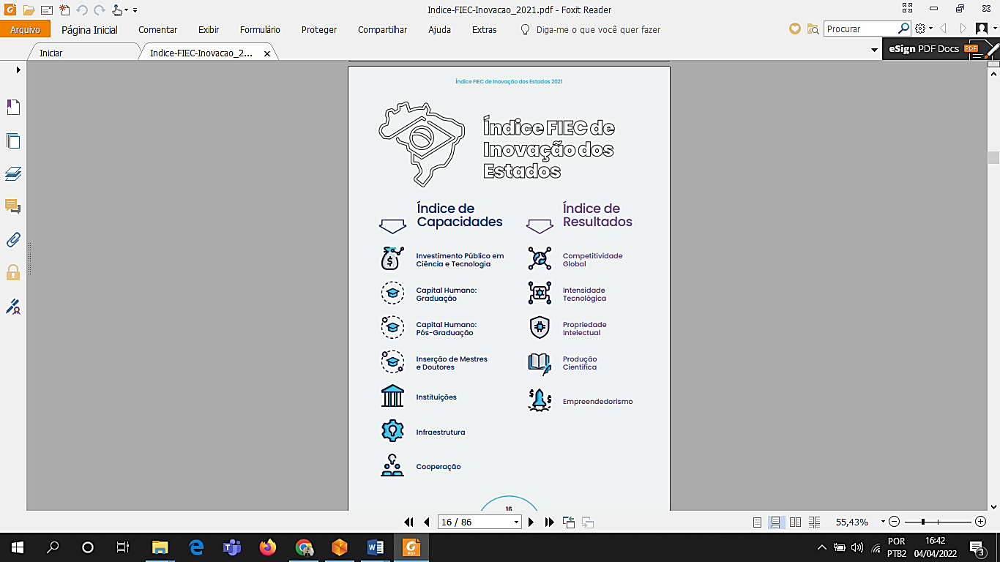 Indice-FIEC-Inovacao_2021.pdf - Foxit Reader
Arquivo Página Inicial Comentar Exibir Formulário Proteger Compartilhar Ajuda Extras Diga-me o que você quer fazer Procurar
Iniciar Indice-FIEC-Inovacao_2... eSign PDF Docs PDF
Índice FIEC de Inovação dos Estados 2021
Índice FIEC de
Inovação dos
Estados
Índice de
Capacidades
Investimento Público em
Ciência e Tecnologia
Capital Humano:
Graduação
Capital Humano:
Pós-Graduação
Inserção de Mestres
e Doutores
Instituições
Infraestrutura
Cooperação
Índice de
Resultados
Competitividade
Global
Intensidade
Tecnológica
Propriedade
Intelectual
Produção
Científica
Empreendedorismo
16
16 / 86 55,43%
POR
PTB2
16:42
04/04/2022
3